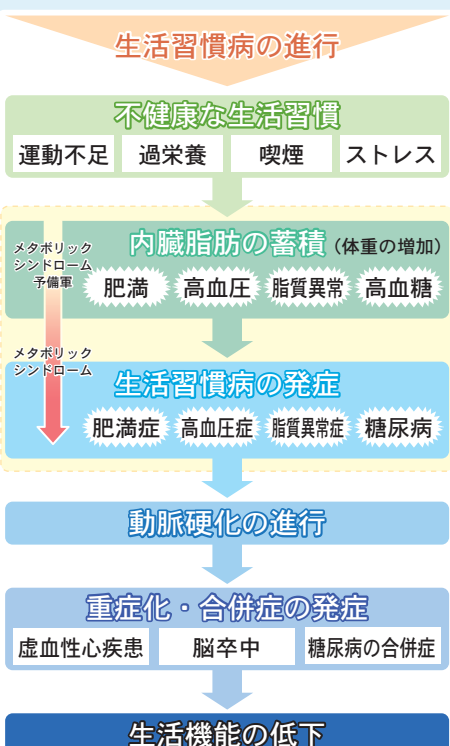 生活習慣病の進行
不健康な生活習慣
運動不足 過栄養 喫煙 ストレス
内臓脂肪の蓄積(体重の増加)
メタボリック
シンドローム
予備軍
肥満 高血圧 脂質異常 高血糖
メタボリック
シンドローム
生活習慣病の発症
肥満症 高血圧症 脂質異常症 糖尿病
動脈硬化の進行
重症化・合併症の発症
虚血性心疾患 脳卒中 糖尿病の合併症
生活機能の低下